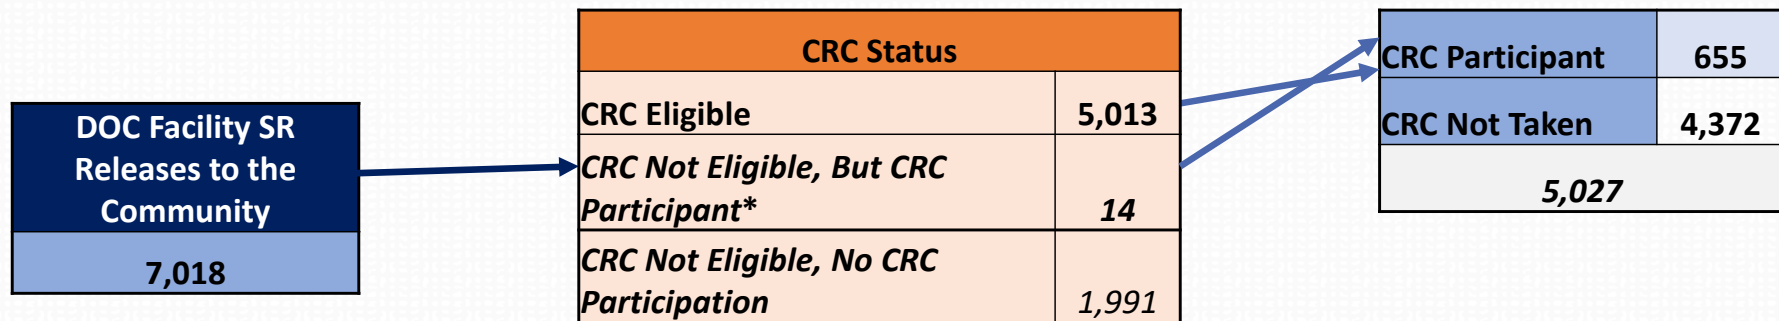 DOC Facility SR
Releases to the
Community
7,018
CRC Status
CRC Eligible 5,013
CRC Not Eligible, But CRC
Participant* 14
CRC Not Eligible, No CRC
Participation 1,991
CRC Participant 655
CRC Not Taken 4,372
5,027